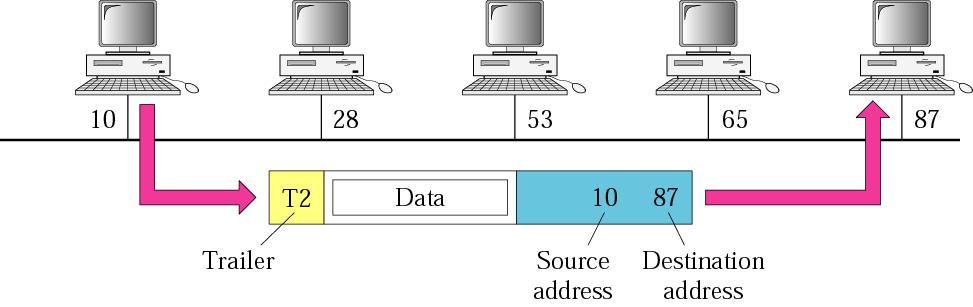 10
28
53
65
87
T2
Data
10
87
Trailer
Source
address
Destination
address